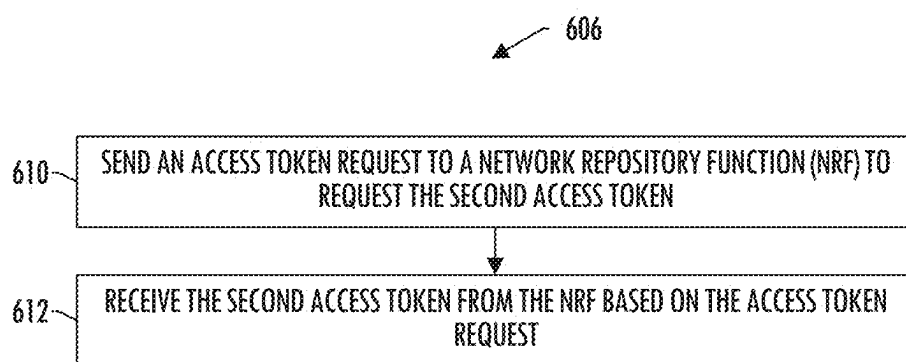 606
610
SEND AN ACCESS TOKEN REQUEST TO A NETWORK REPOSITORY FUNCTION (NRF) TO
REQUEST THE SECOND ACCESS TOKEN
612
RECEIVE THE SECOND ACCESS TOKEN FROM THE NRF BASED ON THE ACCESS TOKEN
REQUEST